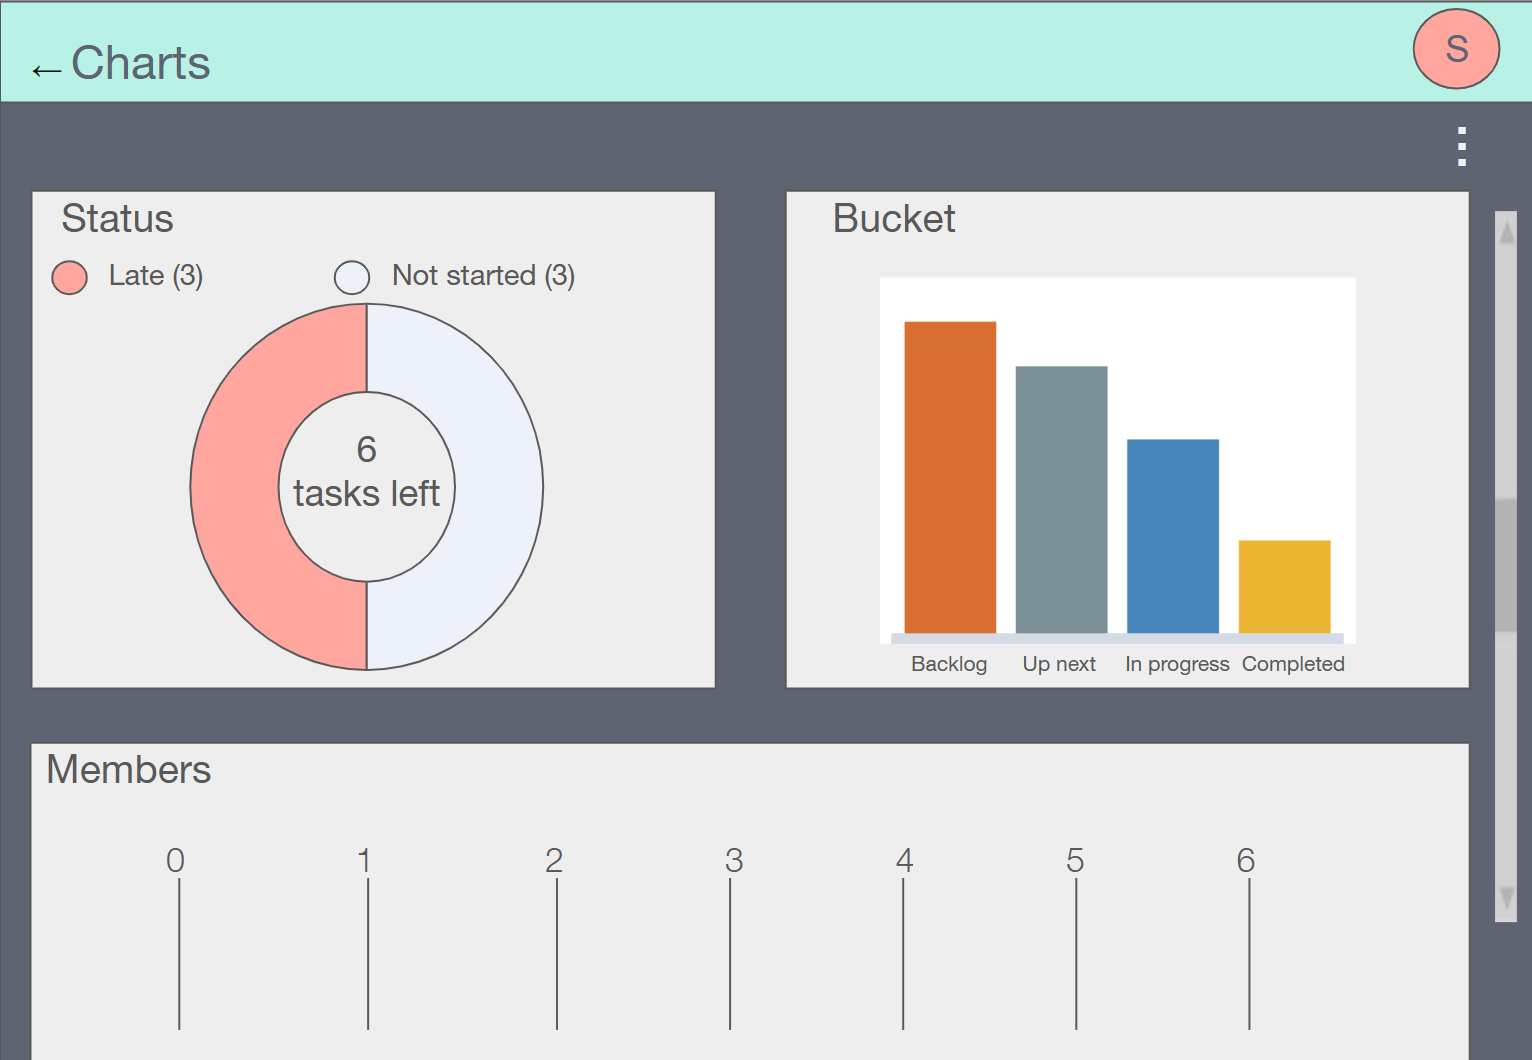 ←Charts
S
Status
Late (3)
Not started (3)
6
tasks left
Bucket
Backlog Up next In progress Completed
Members
0 1 2 3 4 5 6